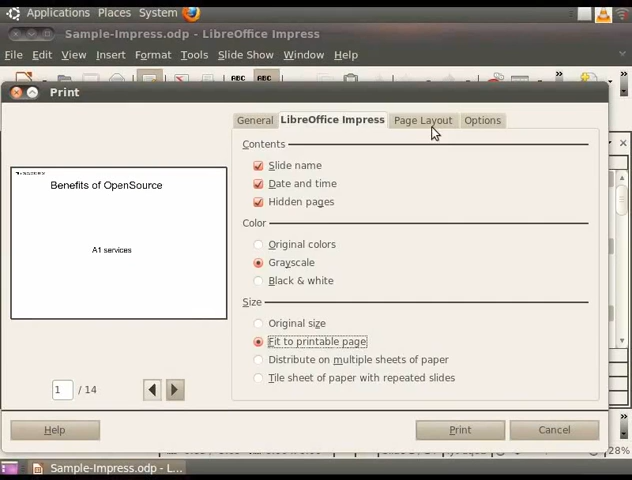 Applications Places System
Sample-Impress.odp - LibreOffice Impress
File Edit View Insert Format Tools Slide Show Window Help
ABC ABC
Print
General LibreOffice Impress Page Layout Options
Contents
Slide name
Date and time
Hidden pages
Color
Original colors
Grayscale
Black & white
Size
Original size
Fit to printable page
Distribute on multiple sheets of paper
Tile sheet of paper with repeated slides
Benefits of OpenSource
A1 services
1 / 14
Help Print Cancel
28%
Sample-Impress.odp - L...